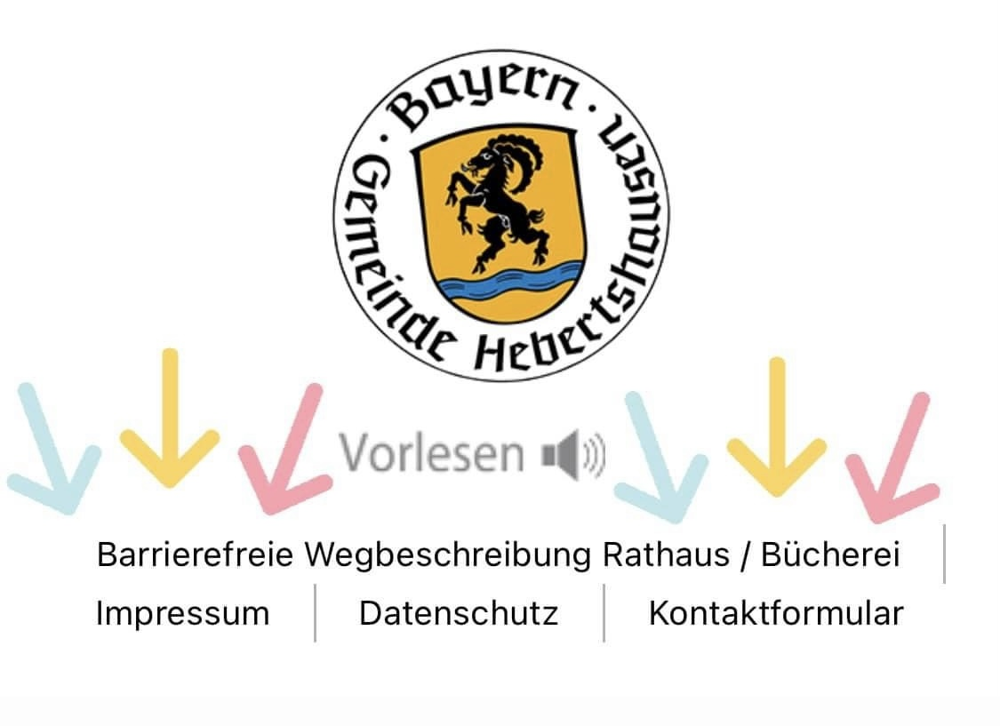 · Bayern ·
Gemeinde Hebertshausen
Vorlesen
Barrierefreie Wegbeschreibung Rathaus / Bücherei
Impressum Datenschutz Kontaktformular